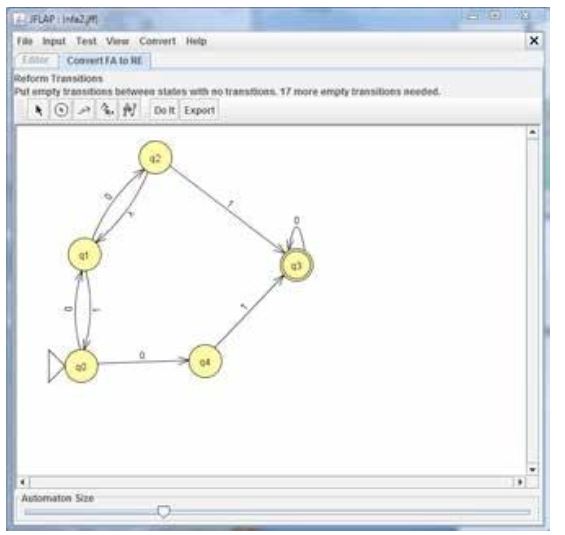 JFLAP : (nfa2.jff)
File Input Test View Convert Help
Editor Convert FA to RE
Reform Transitions
Put empty transitions between states with no transitions. 17 more empty transitions needed.
Do It Export
q2
0
λ
1
0
q1
q3
0
1
1
0
q0
q4
Automaton Size